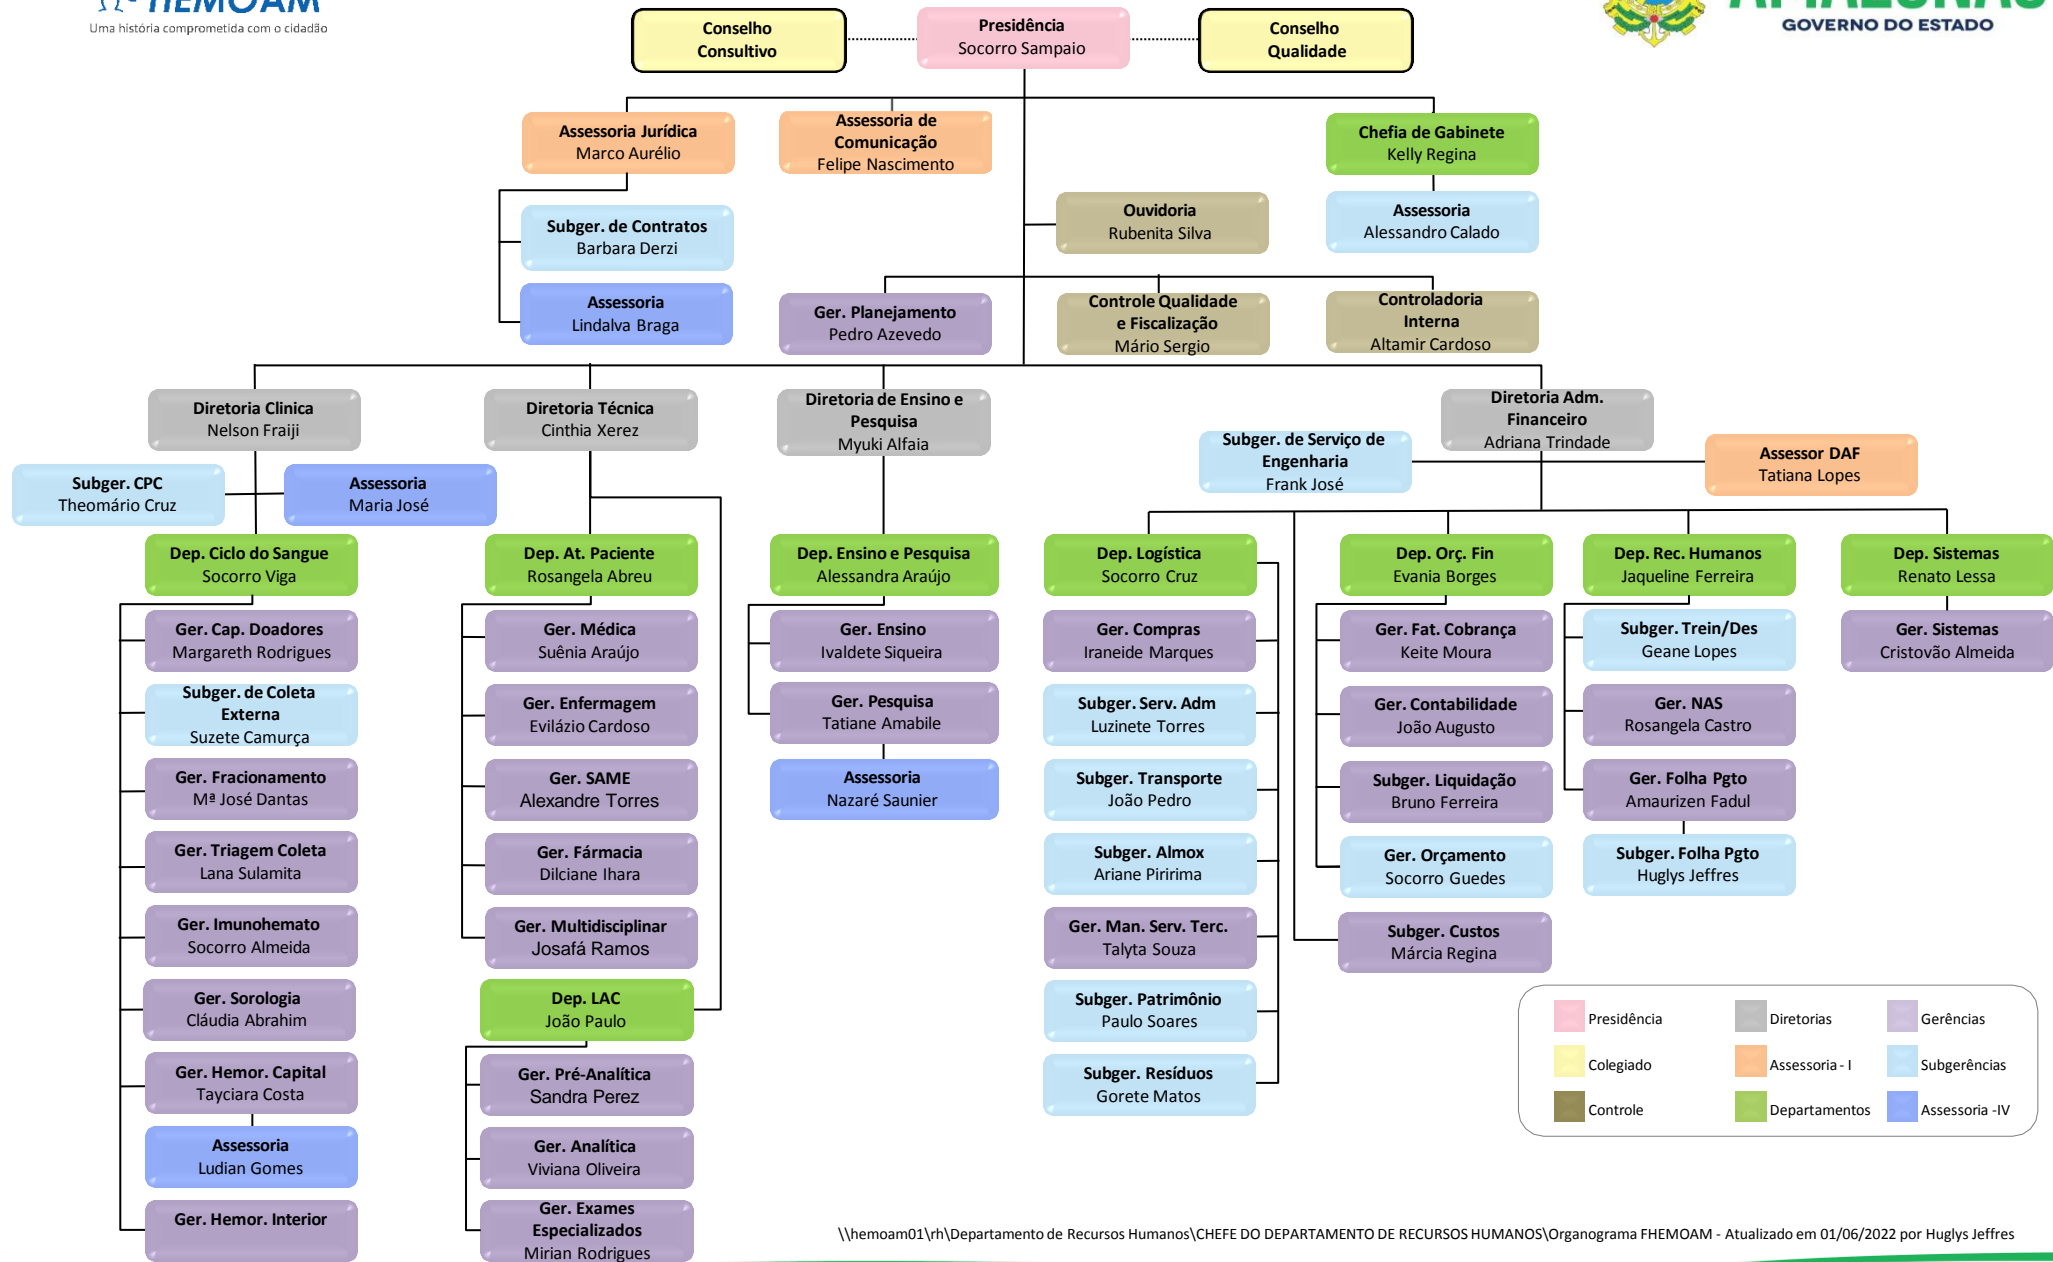 HEMOAM
Uma história comprometida com o cidadão
AMAZONAS
GOVERNO DO ESTADO
Conselho
Consultivo
Presidência
Socorro Sampaio
Conselho
Qualidade
Assessoria Jurídica
Marco Aurélio
Assessoria de
Comunicação
Felipe Nascimento
Chefia de Gabinete
Kelly Regina
Subger. de Contratos
Barbara Derzi
Ouvidoria
Rubenita Silva
Assessoria
Alessandro Calado
Assessoria
Lindalva Braga
Ger. Planejamento
Pedro Azevedo
Controle Qualidade
e Fiscalização
Mário Sergio
Controladoria
Interna
Altamir Cardoso
Diretoria Clinica
Nelson Fraiji
Diretoria Técnica
Cinthia Xerez
Diretoria de Ensino e
Pesquisa
Myuki Alfaia
Diretoria Adm.
Financeiro
Adriana Trindade
Subger. de Serviço de
Engenharia
Frank José
Assessor DAF
Tatiana Lopes
Subger. CPC
Theomário Cruz
Assessoria
Maria José
Dep. Ciclo do Sangue
Socorro Viga
Ger. Cap. Doadores
Margareth Rodrigues
Subger. de Coleta
Externa
Suzete Camurça
Ger. Fracionamento
Mª José Dantas
Ger. Triagem Coleta
Lana Sulamita
Ger. Imunohemato
Socorro Almeida
Ger. Sorologia
Cláudia Abrahim
Ger. Hemor. Capital
Tayciara Costa
Assessoria
Ludian Gomes
Ger. Hemor. Interior
Dep. At. Paciente
Rosangela Abreu
Ger. Médica
Suênia Araújo
Ger. Enfermagem
Evilázio Cardoso
Ger. SAME
Alexandre Torres
Ger. Fármacia
Dilciane Ihara
Ger. Multidisciplinar
Josafá Ramos
Dep. LAC
João Paulo
Ger. Pré-Analítica
Sandra Perez
Ger. Analítica
Viviana Oliveira
Ger. Exames
Especializados
Mirian Rodrigues
Dep. Ensino e Pesquisa
Alessandra Araújo
Ger. Ensino
Ivaldete Siqueira
Ger. Pesquisa
Tatiane Amabile
Assessoria
Nazaré Saunier
Dep. Logística
Socorro Cruz
Ger. Compras
Iraneide Marques
Subger. Serv. Adm
Luzinete Torres
Subger. Transporte
João Pedro
Subger. Almox
Ariane Piririma
Ger. Man. Serv. Terc.
Talyta Souza
Subger. Patrimônio
Paulo Soares
Subger. Resíduos
Gorete Matos
Dep. Orç. Fin
Evania Borges
Ger. Fat. Cobrança
Keite Moura
Ger. Contabilidade
João Augusto
Subger. Liquidação
Bruno Ferreira
Ger. Orçamento
Socorro Guedes
Subger. Custos
Márcia Regina
Dep. Rec. Humanos
Jaqueline Ferreira
Subger. Trein/Des
Geane Lopes
Ger. NAS
Rosangela Castro
Ger. Folha Pgto
Amaurizen Fadul
Subger. Folha Pgto
Huglys Jeffres
Dep. Sistemas
Renato Lessa
Ger. Sistemas
Cristovão Almeida
Presidência
Diretorias
Gerências
Colegiado
Assessoria - I
Subgerências
Controle
Departamentos
Assessoria -IV
\\hemoam01\rh\Departamento de Recursos Humanos\CHEFE DO DEPARTAMENTO DE RECURSOS HUMANOS\Organograma FHEMOAM - Atualizado em 01/06/2022 por Huglys Jeffres